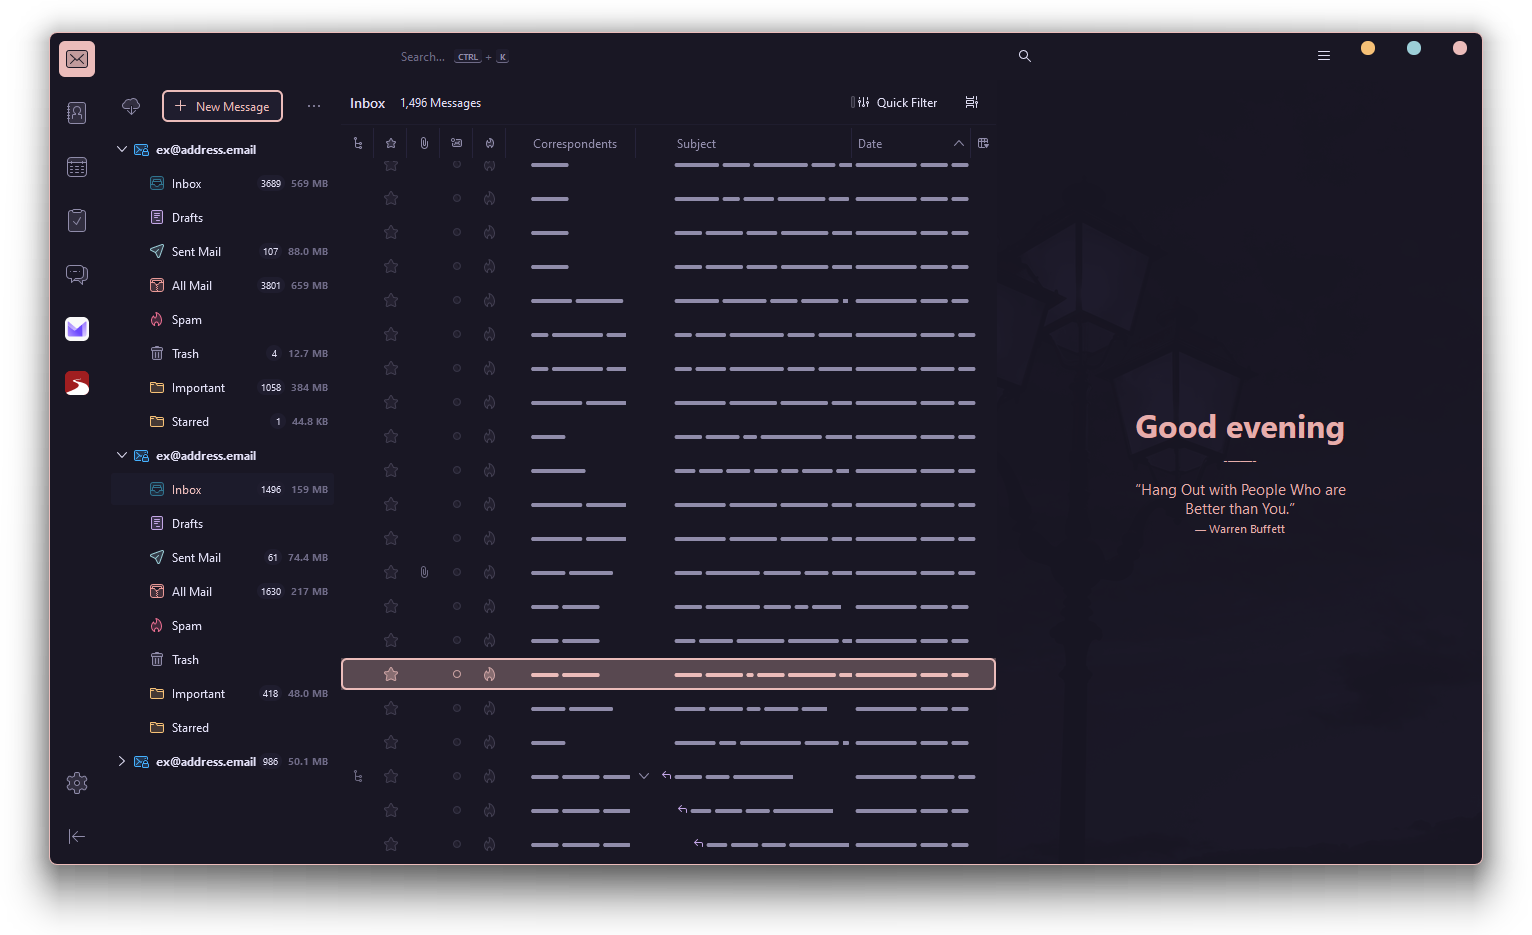 Search... CTRL + K
New Message
...
Inbox 1,496 Messages
Quick Filter
Correspondents Subject Date
ex@address.email
Inbox 3689 569 MB
Drafts
Sent Mail 107 88.0 MB
All Mail 3801 659 MB
Spam
Trash 4 12.7 MB
Important 1058 384 MB
Starred 1 44.8 KB
ex@address.email
Inbox 1496 159 MB
Drafts
Sent Mail 61 74.4 MB
All Mail 1630 217 MB
Spam
Trash
Important 418 48.0 MB
Starred
ex@address.email 986 50.1 MB
Good evening
“Hang Out with People Who are
Better than You.”
— Warren Buffett